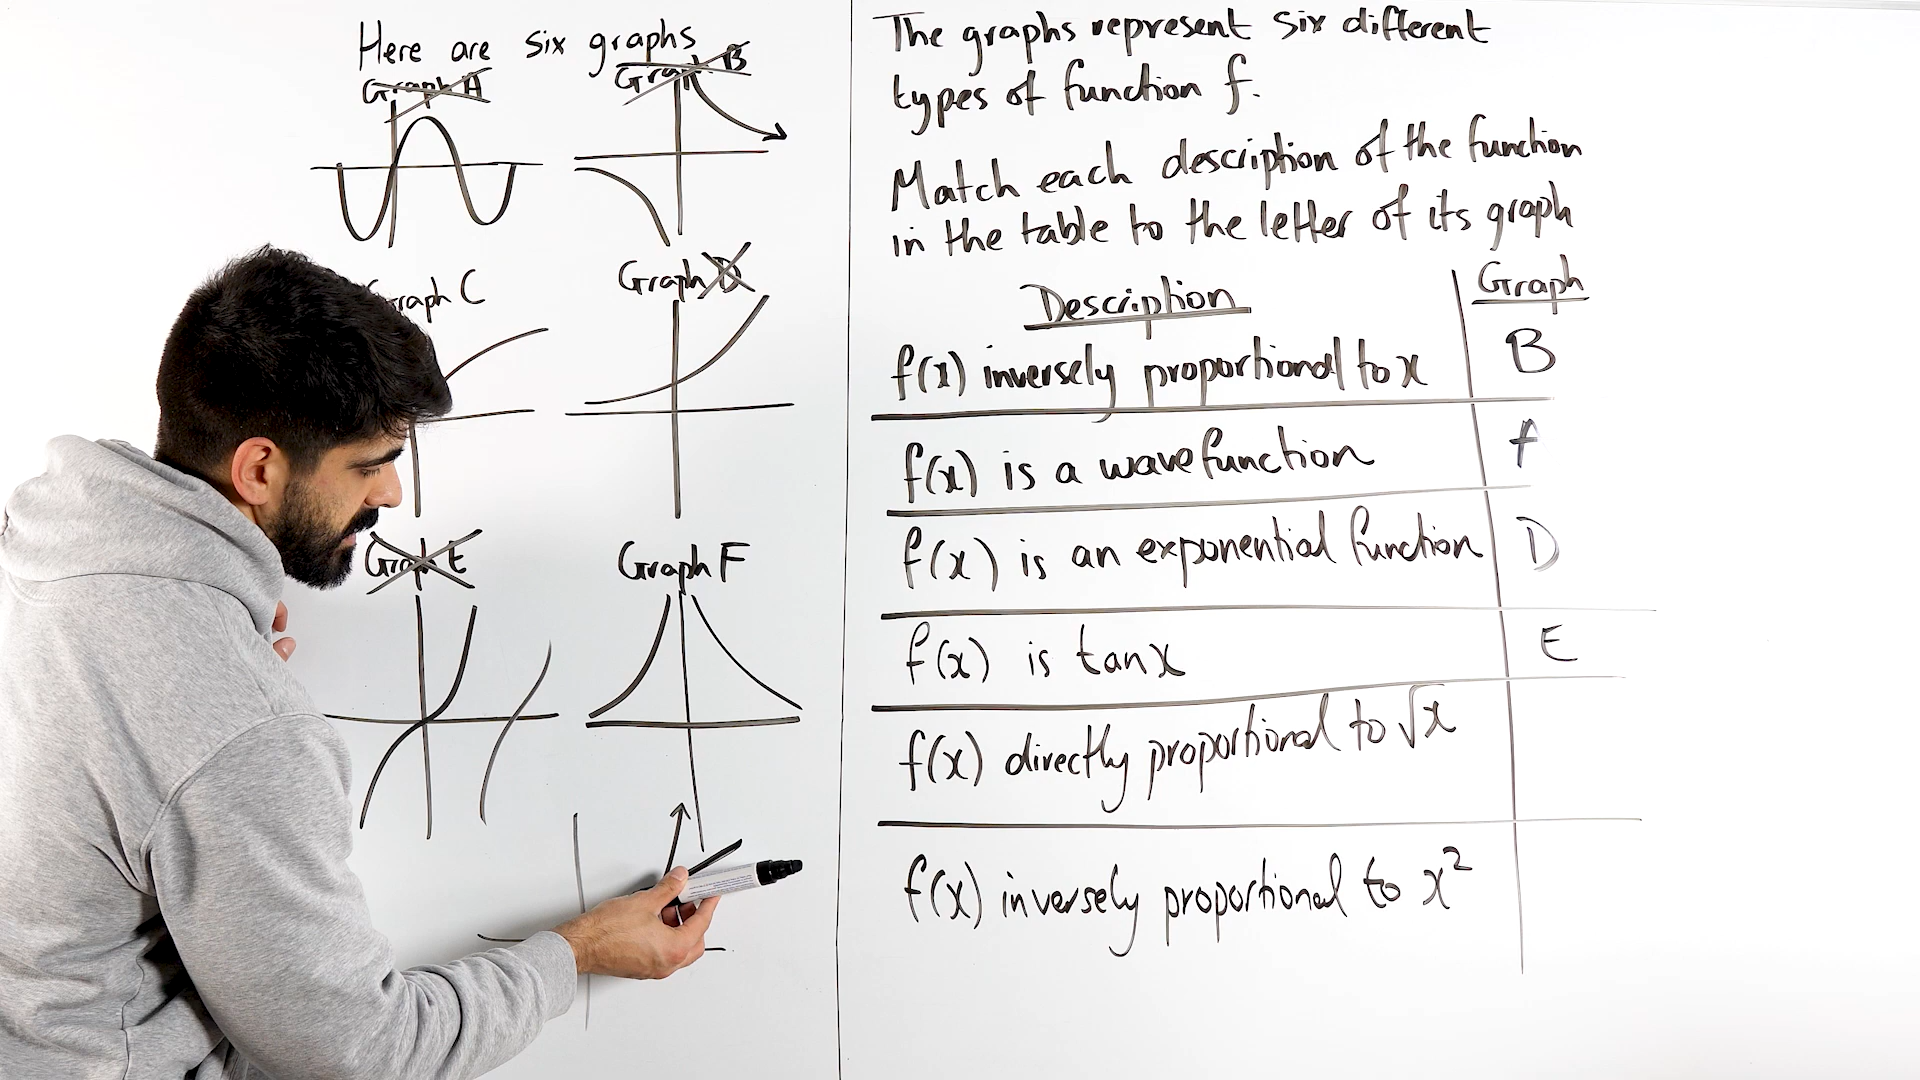 Here are six graphs
Graph A
Graph B
Graph C
Graph D
Graph E
Graph F
The graphs represent six different
types of function f.
Match each description of the function
in the table to the letter of its graph
Description Graph
f(x) inversely proportional to x B
f(x) is a wave function A
f(x) is an exponential function D
f(x) is tanx E
f(x) directly proportional to √x
f(x) inversely proportional to x²